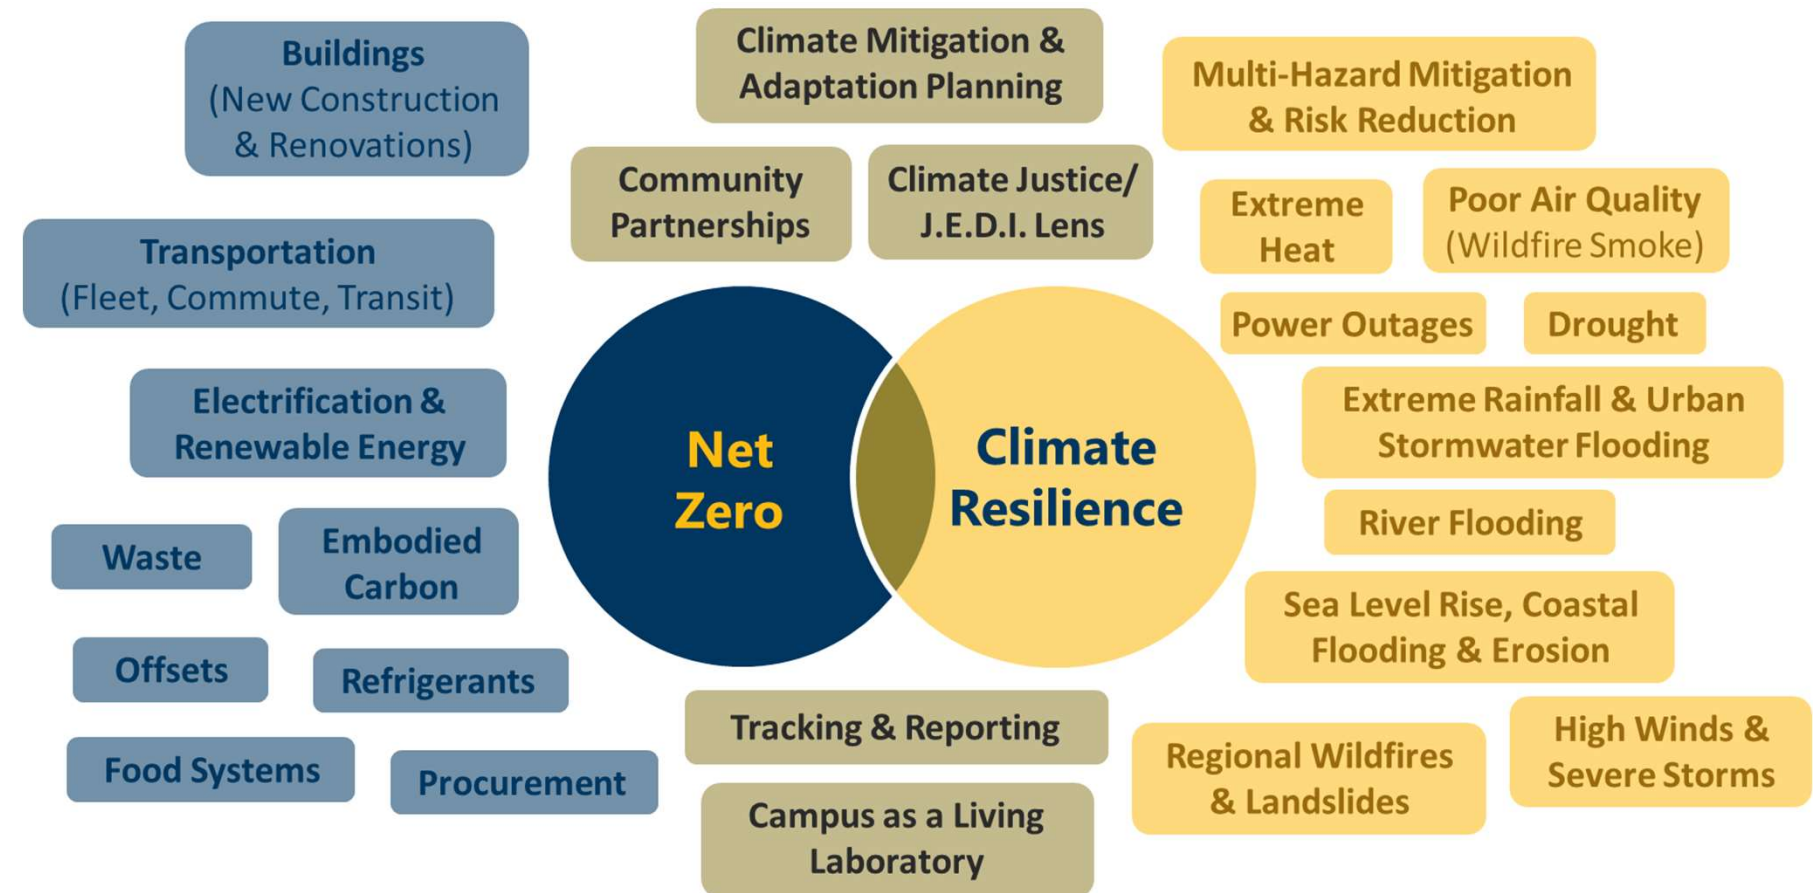 Buildings
(New Construction
& Renovations)
Transportation
(Fleet, Commute, Transit)
Electrification &
Renewable Energy
Waste
Embodied
Carbon
Offsets
Refrigerants
Food Systems
Procurement
Climate Mitigation &
Adaptation Planning
Community
Partnerships
Climate Justice/
J.E.D.I. Lens
Net
Zero
Climate
Resilience
Tracking & Reporting
Campus as a Living
Laboratory
Multi-Hazard Mitigation
& Risk Reduction
Extreme
Heat
Poor Air Quality
(Wildfire Smoke)
Power Outages
Drought
Extreme Rainfall & Urban
Stormwater Flooding
River Flooding
Sea Level Rise, Coastal
Flooding & Erosion
Regional Wildfires
& Landslides
High Winds &
Severe Storms